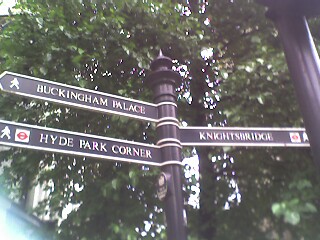 BUCKINGHAM PALACE
HYDE PARK CORNER
KNIGHTSBRIDGE